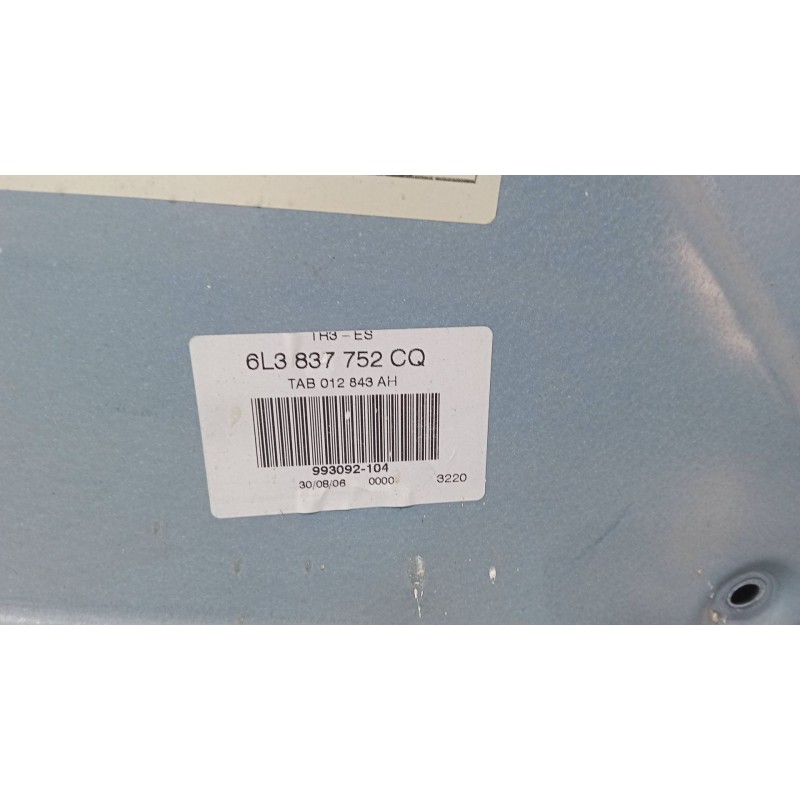 TR3-ES
6L3 837 752 CQ
TAB 012 843 AH
993092-104
30/08/06 0000 3220